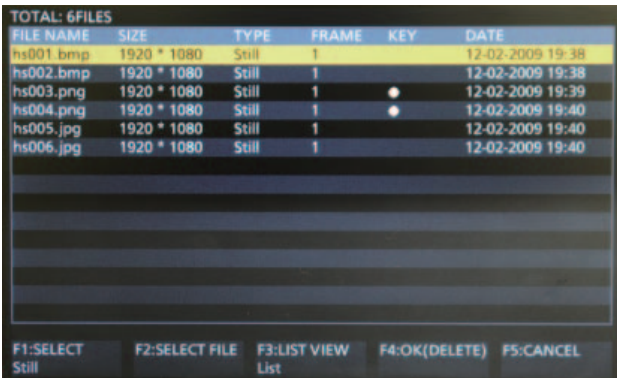 TOTAL: 6FILES
FILE NAME SIZE TYPE FRAME KEY DATE
hs001.bmp 1920 * 1080 Still 1 12-02-2009 19:38
hs002.bmp 1920 * 1080 Still 1 12-02-2009 19:38
hs003.png 1920 * 1080 Still 1 12-02-2009 19:39
hs004.png 1920 * 1080 Still 1 12-02-2009 19:40
hs005.jpg 1920 * 1080 Still 1 12-02-2009 19:40
hs006.jpg 1920 * 1080 Still 1 12-02-2009 19:40
F1:SELECT F2:SELECT FILE F3:LIST VIEW F4:OK(DELETE) F5:CANCEL
Still List